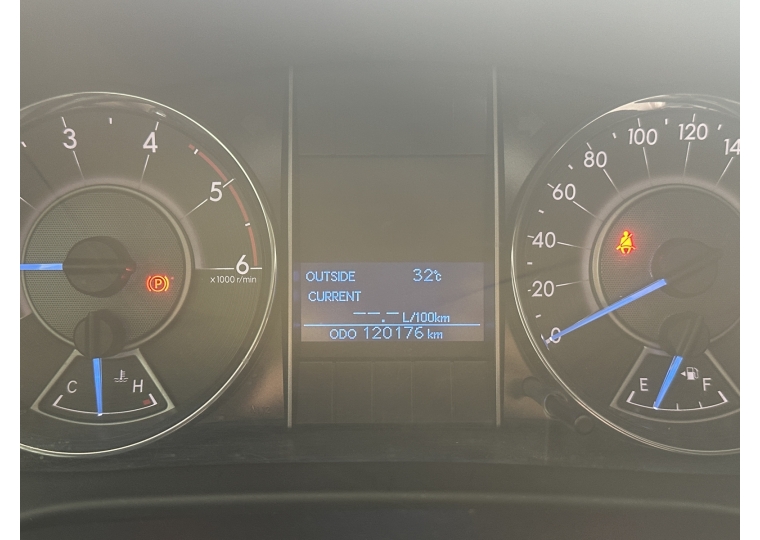 3
4
5
6
x1000 r/min
P
C
H
OUTSIDE 32℃
CURRENT
--.- L/100km
ODO 120176 km
0
20
40
60
80
100
120
E
F